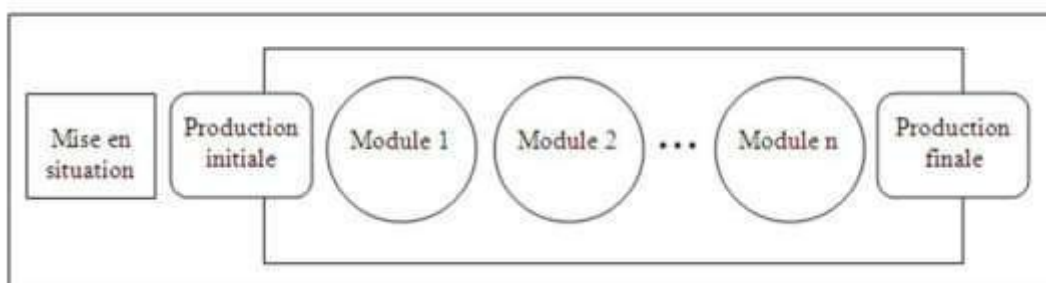 Mise en
situation
Production
initiale
Module 1
Module 2
...
Module n
Production
finale